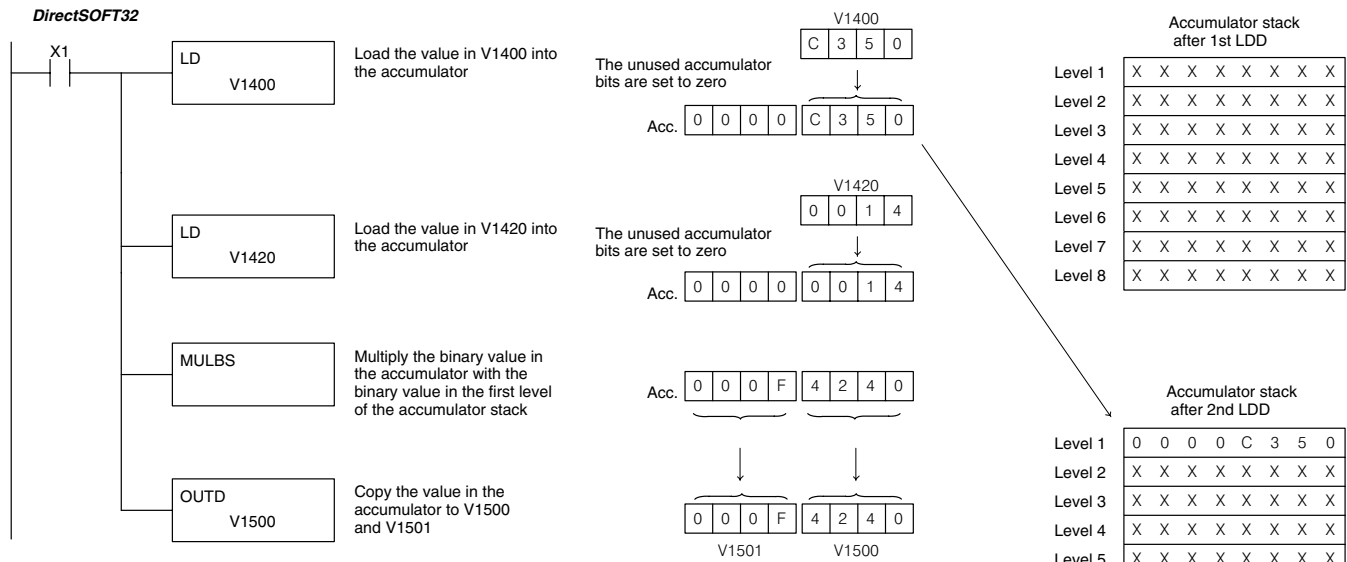 DirectSOFT32
X1
LD
V1400
Load the value in V1400 into
the accumulator
The unused accumulator
bits are set to zero
V1400
C 3 5 0
Acc. 0 0 0 0 C 3 5 0
Accumulator stack
after 1st LDD
Level 1 X X X X X X X X
Level 2 X X X X X X X X
Level 3 X X X X X X X X
Level 4 X X X X X X X X
Level 5 X X X X X X X X
Level 6 X X X X X X X X
Level 7 X X X X X X X X
Level 8 X X X X X X X X
LD
V1420
Load the value in V1420 into
the accumulator
The unused accumulator
bits are set to zero
V1420
0 0 1 4
Acc. 0 0 0 0 0 0 1 4
MULBS
Multiply the binary value in
the accumulator with the
binary value in the first level
of the accumulator stack
Acc. 0 0 0 F 4 2 4 0
OUTD
V1500
Copy the value in the
accumulator to V1500
and V1501
0 0 0 F 4 2 4 0
V1501 V1500
Accumulator stack
after 2nd LDD
Level 1 0 0 0 0 C 3 5 0
Level 2 X X X X X X X X
Level 3 X X X X X X X X
Level 4 X X X X X X X X
Level 5 X X X X X X X X